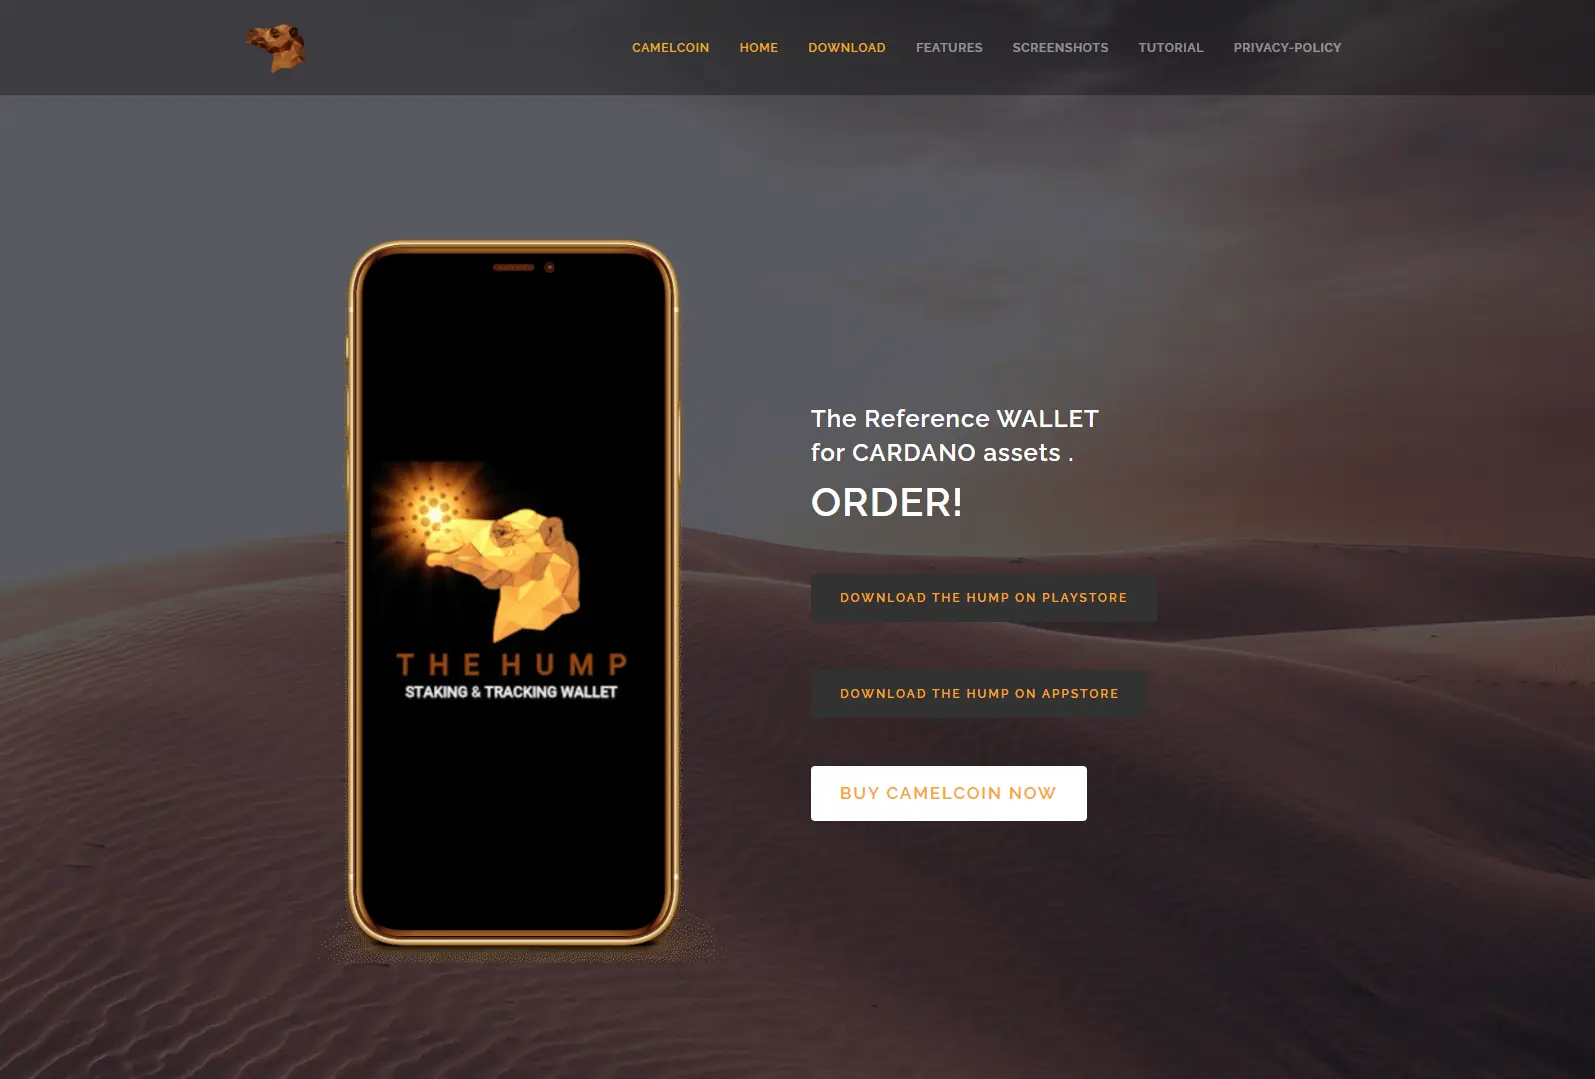 CAMELCOIN HOME DOWNLOAD FEATURES SCREENSHOTS TUTORIAL PRIVACY-POLICY
THE HUMP
STAKING & TRACKING WALLET
The Reference WALLET
for CARDANO assets .
ORDER!
DOWNLOAD THE HUMP ON PLAYSTORE
DOWNLOAD THE HUMP ON APPSTORE
BUY CAMELCOIN NOW